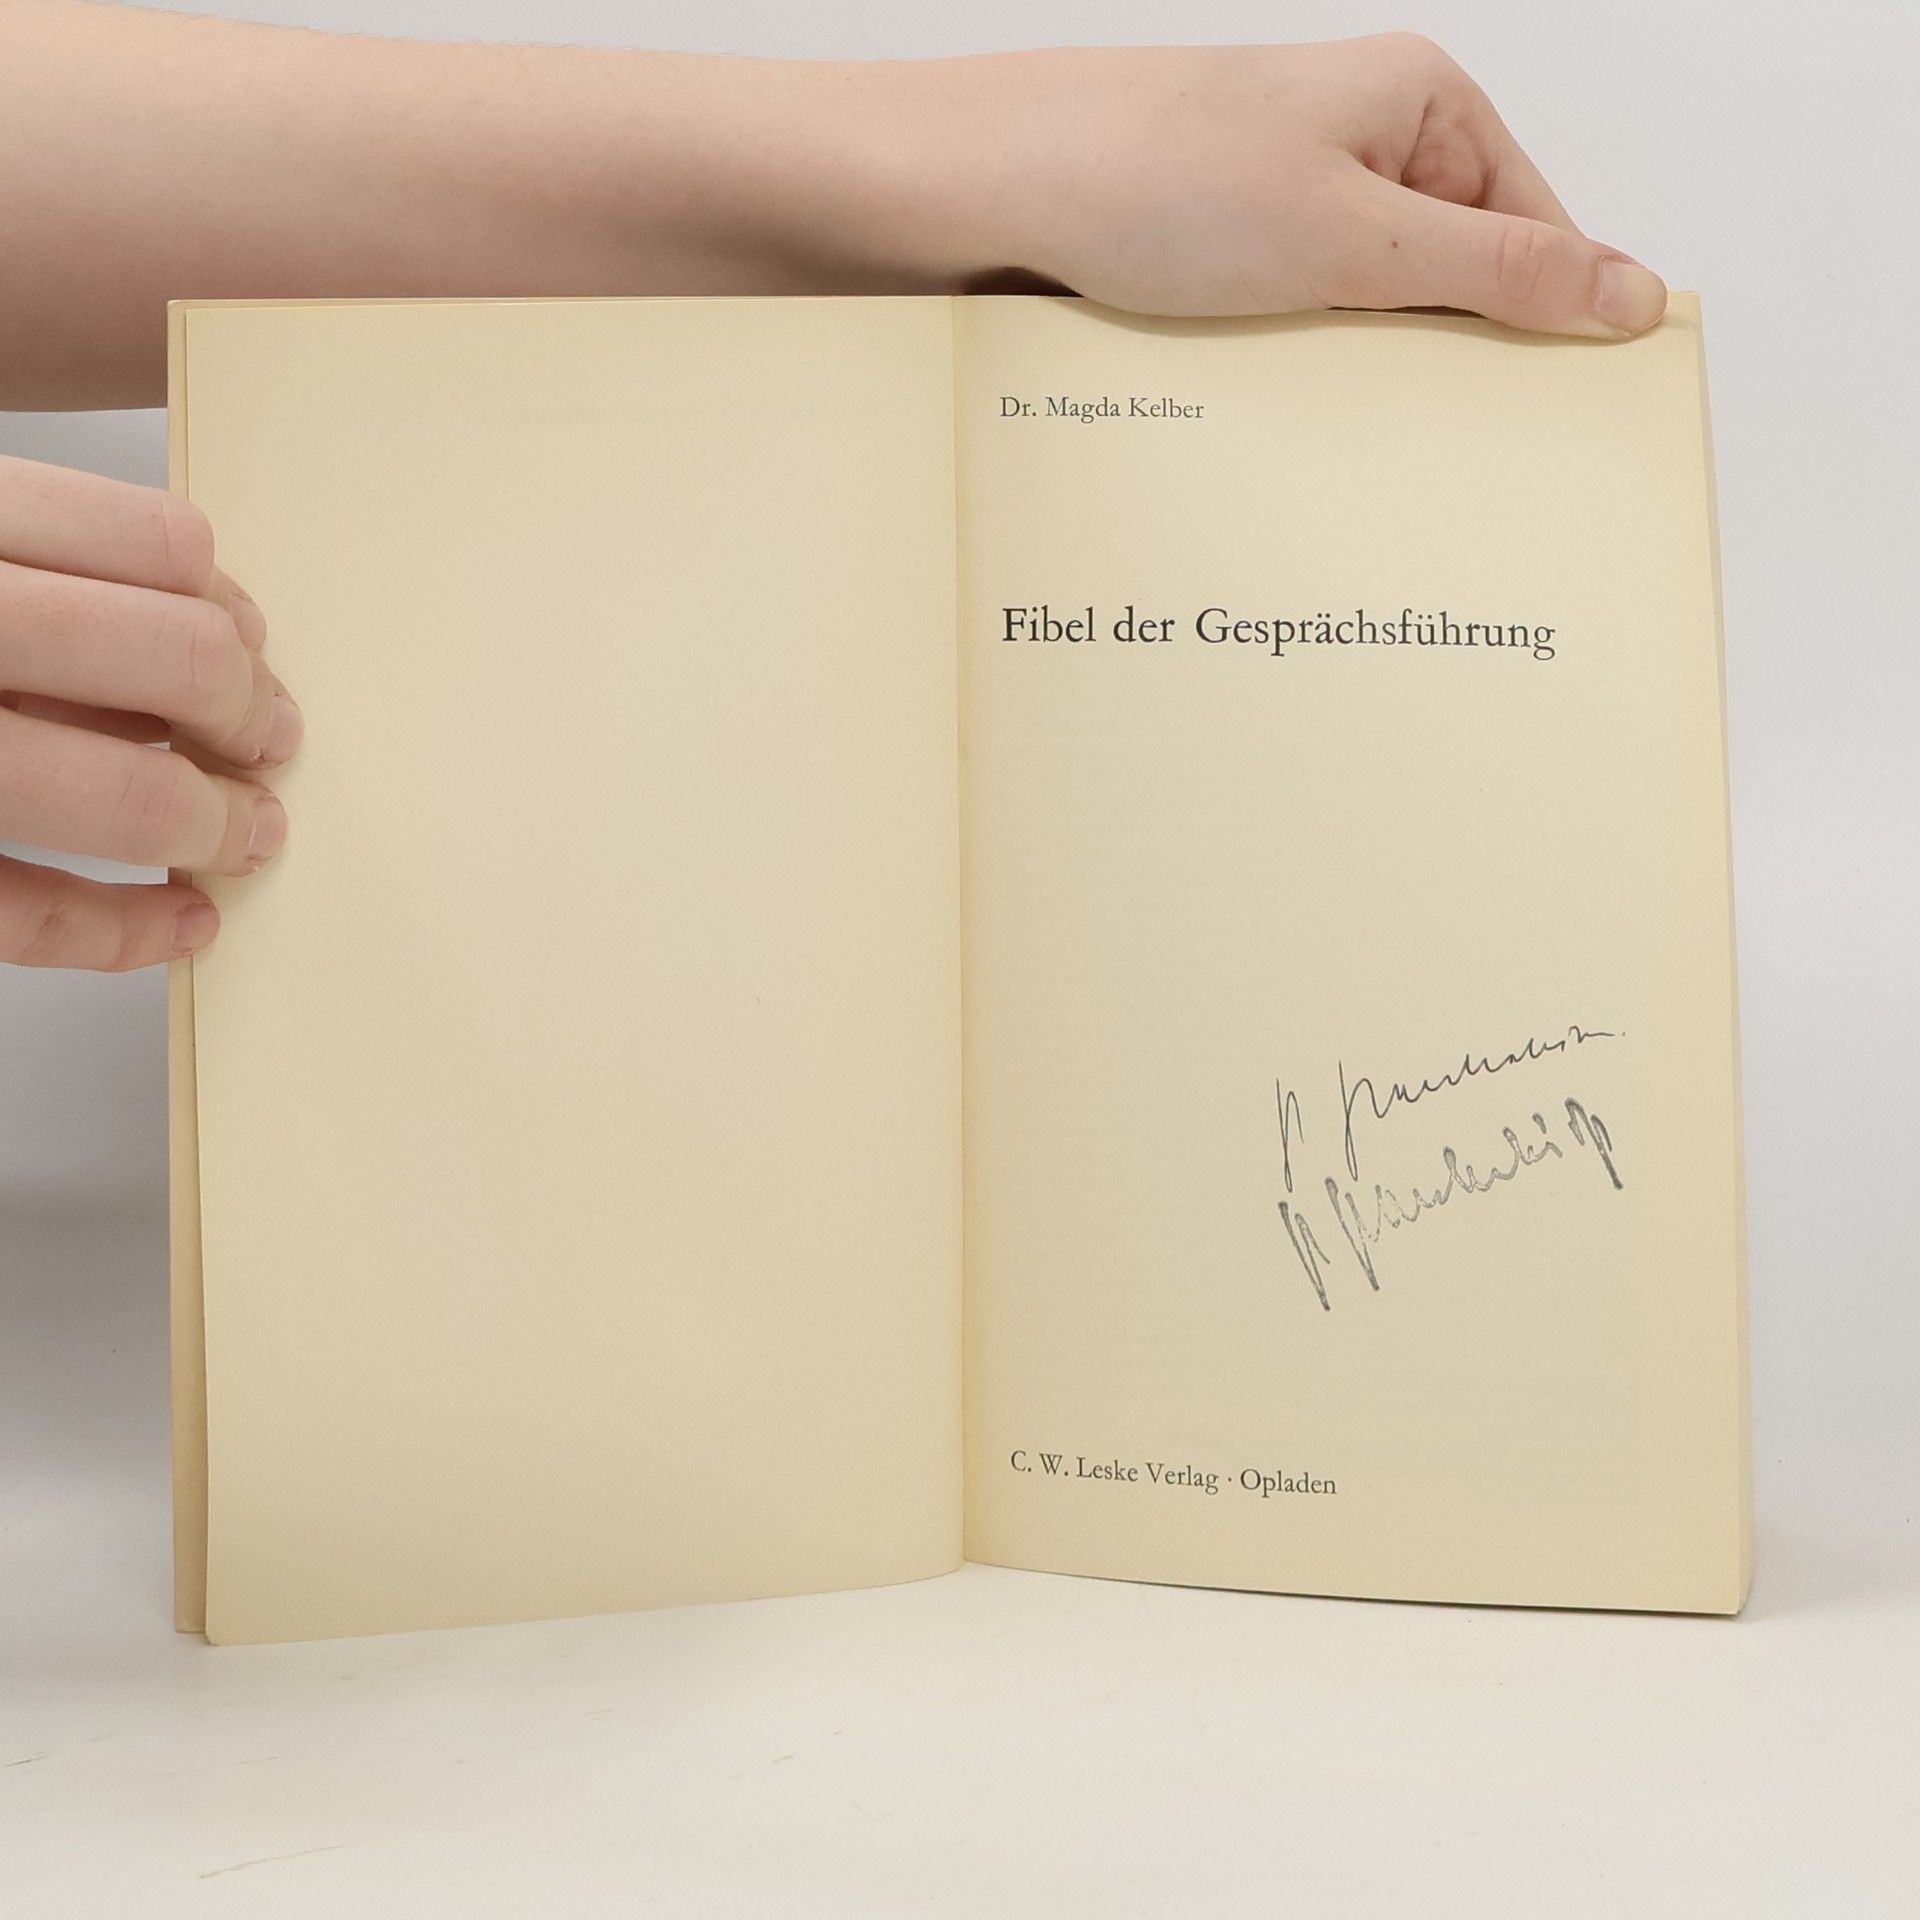 Dr. Magda Kelber
Fibel der Gesprächsführung
C. W. Leske Verlag · Opladen